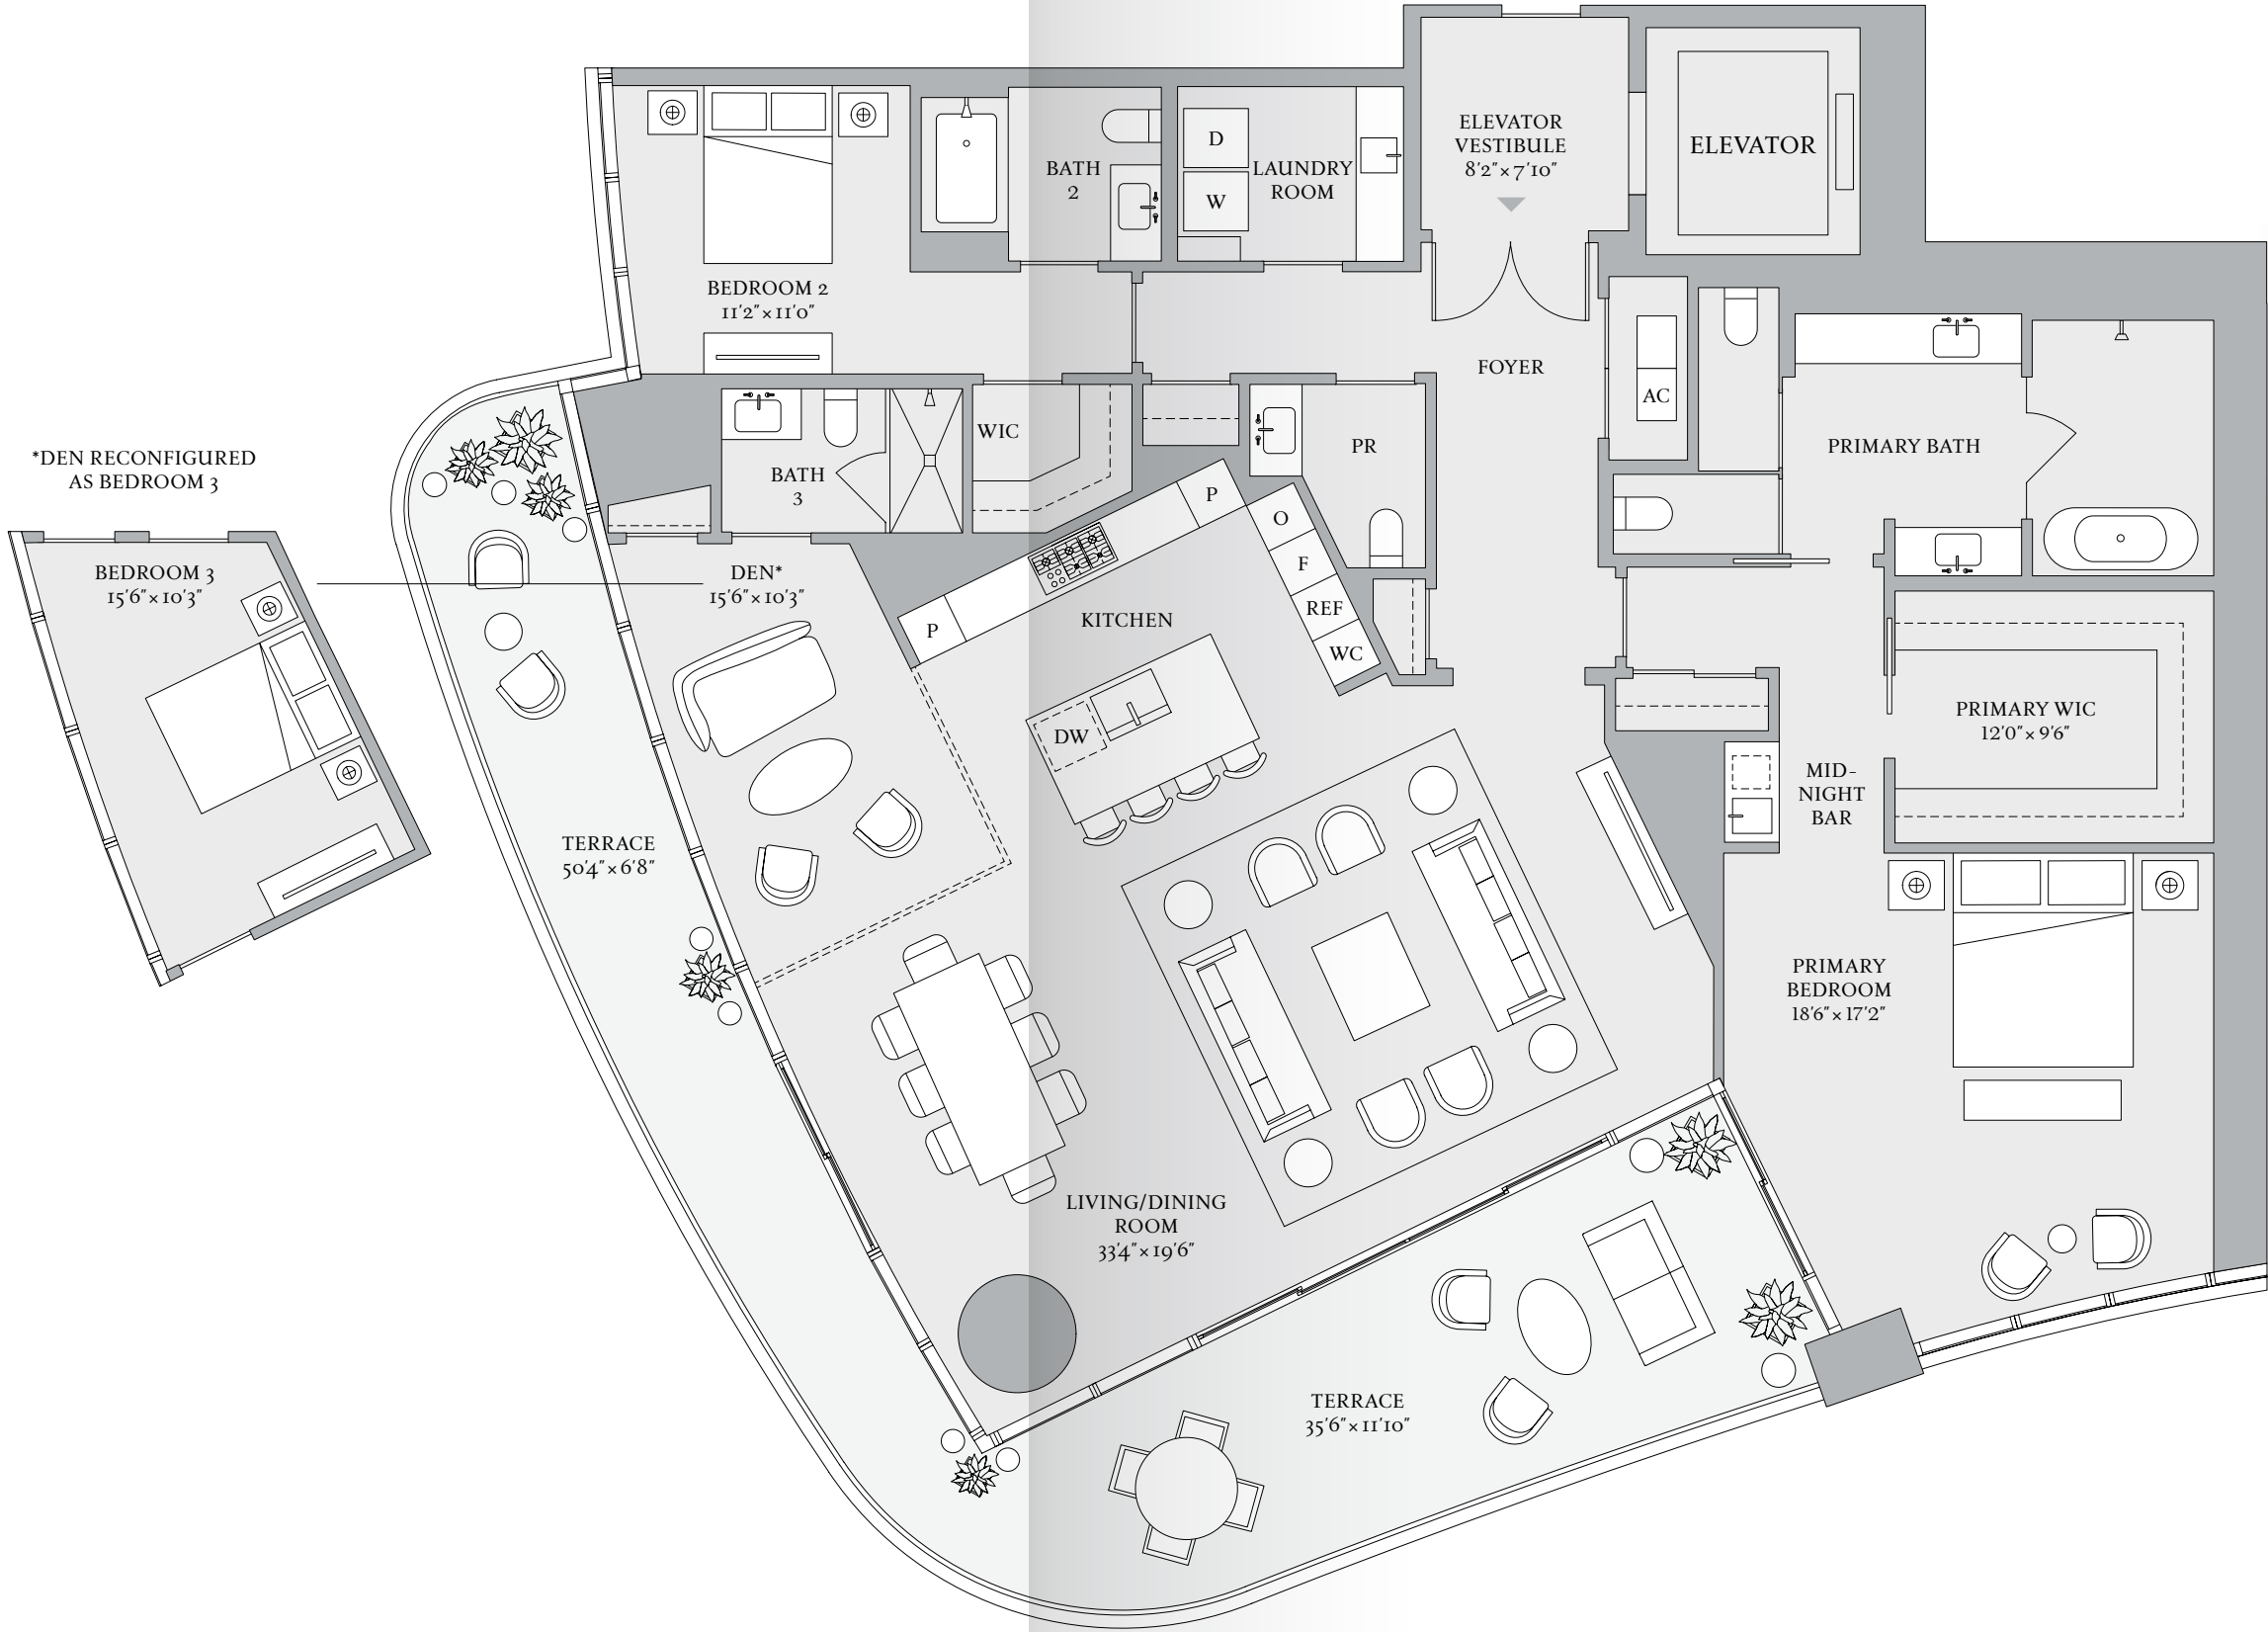 ELEVATOR
VESTIBULE
8'2"×7'10"
ELEVATOR
D
W
LAUNDRY
ROOM
BATH
2
BEDROOM 2
11'2"×11'0"
FOYER
AC
PRIMARY BATH
WIC
PR
BATH
3
*DEN RECONFIGURED
AS BEDROOM 3
BEDROOM 3
15'6"×10'3"
DEN*
15'6"×10'3"
P
P
O
F
REF
WC
KITCHEN
DW
PRIMARY WIC
12'0"×9'6"
MID-
NIGHT
BAR
TERRACE
50'4"×6'8"
PRIMARY
BEDROOM
18'6"×17'2"
LIVING/DINING
ROOM
33'4"×19'6"
TERRACE
35'6"×11'10"